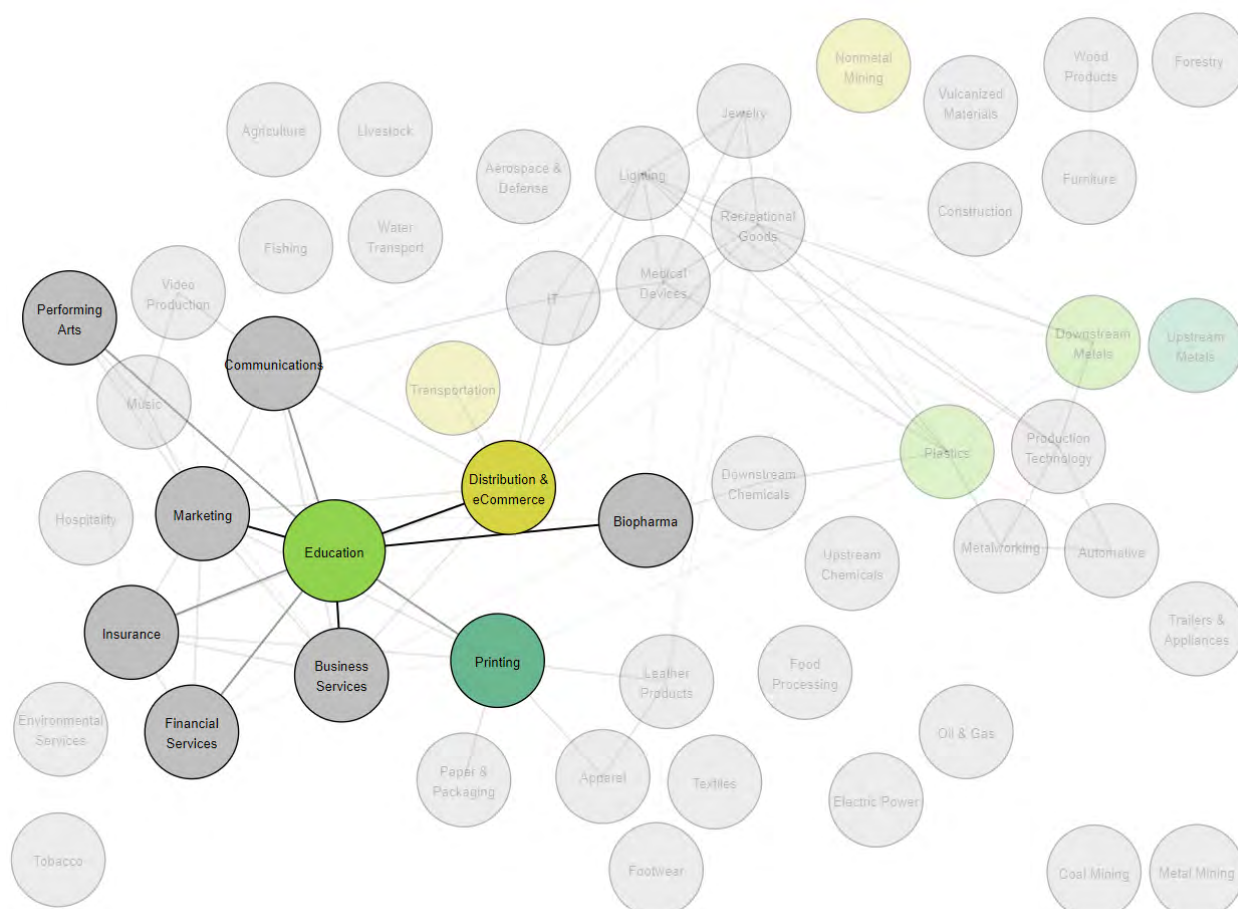 Nonmetal
Mining
Wood
Products
Forestry
Vulcanized
Materials
Jewelry
Agriculture
Livestock
Aerospace &
Defense
Lighting
Furniture
Recreational
Goods
Construction
Fishing
Water
Transport
Video
Production
IT
Medical
Devices
Performing
Arts
Communications
Downstream
Metals
Upstream
Metals
Transportation
Music
Plastics
Production
Technology
Distribution &
eCommerce
Downstream
Chemicals
Hospitality
Marketing
Biopharma
Education
Metalworking
Automotive
Upstream
Chemicals
Insurance
Trailers &
Appliances
Business
Services
Printing
Leather
Products
Food
Processing
Environmental
Services
Financial
Services
Oil & Gas
Paper &
Packaging
Apparel
Textiles
Electric Power
Tobacco
Footwear
Coal Mining
Metal Mining